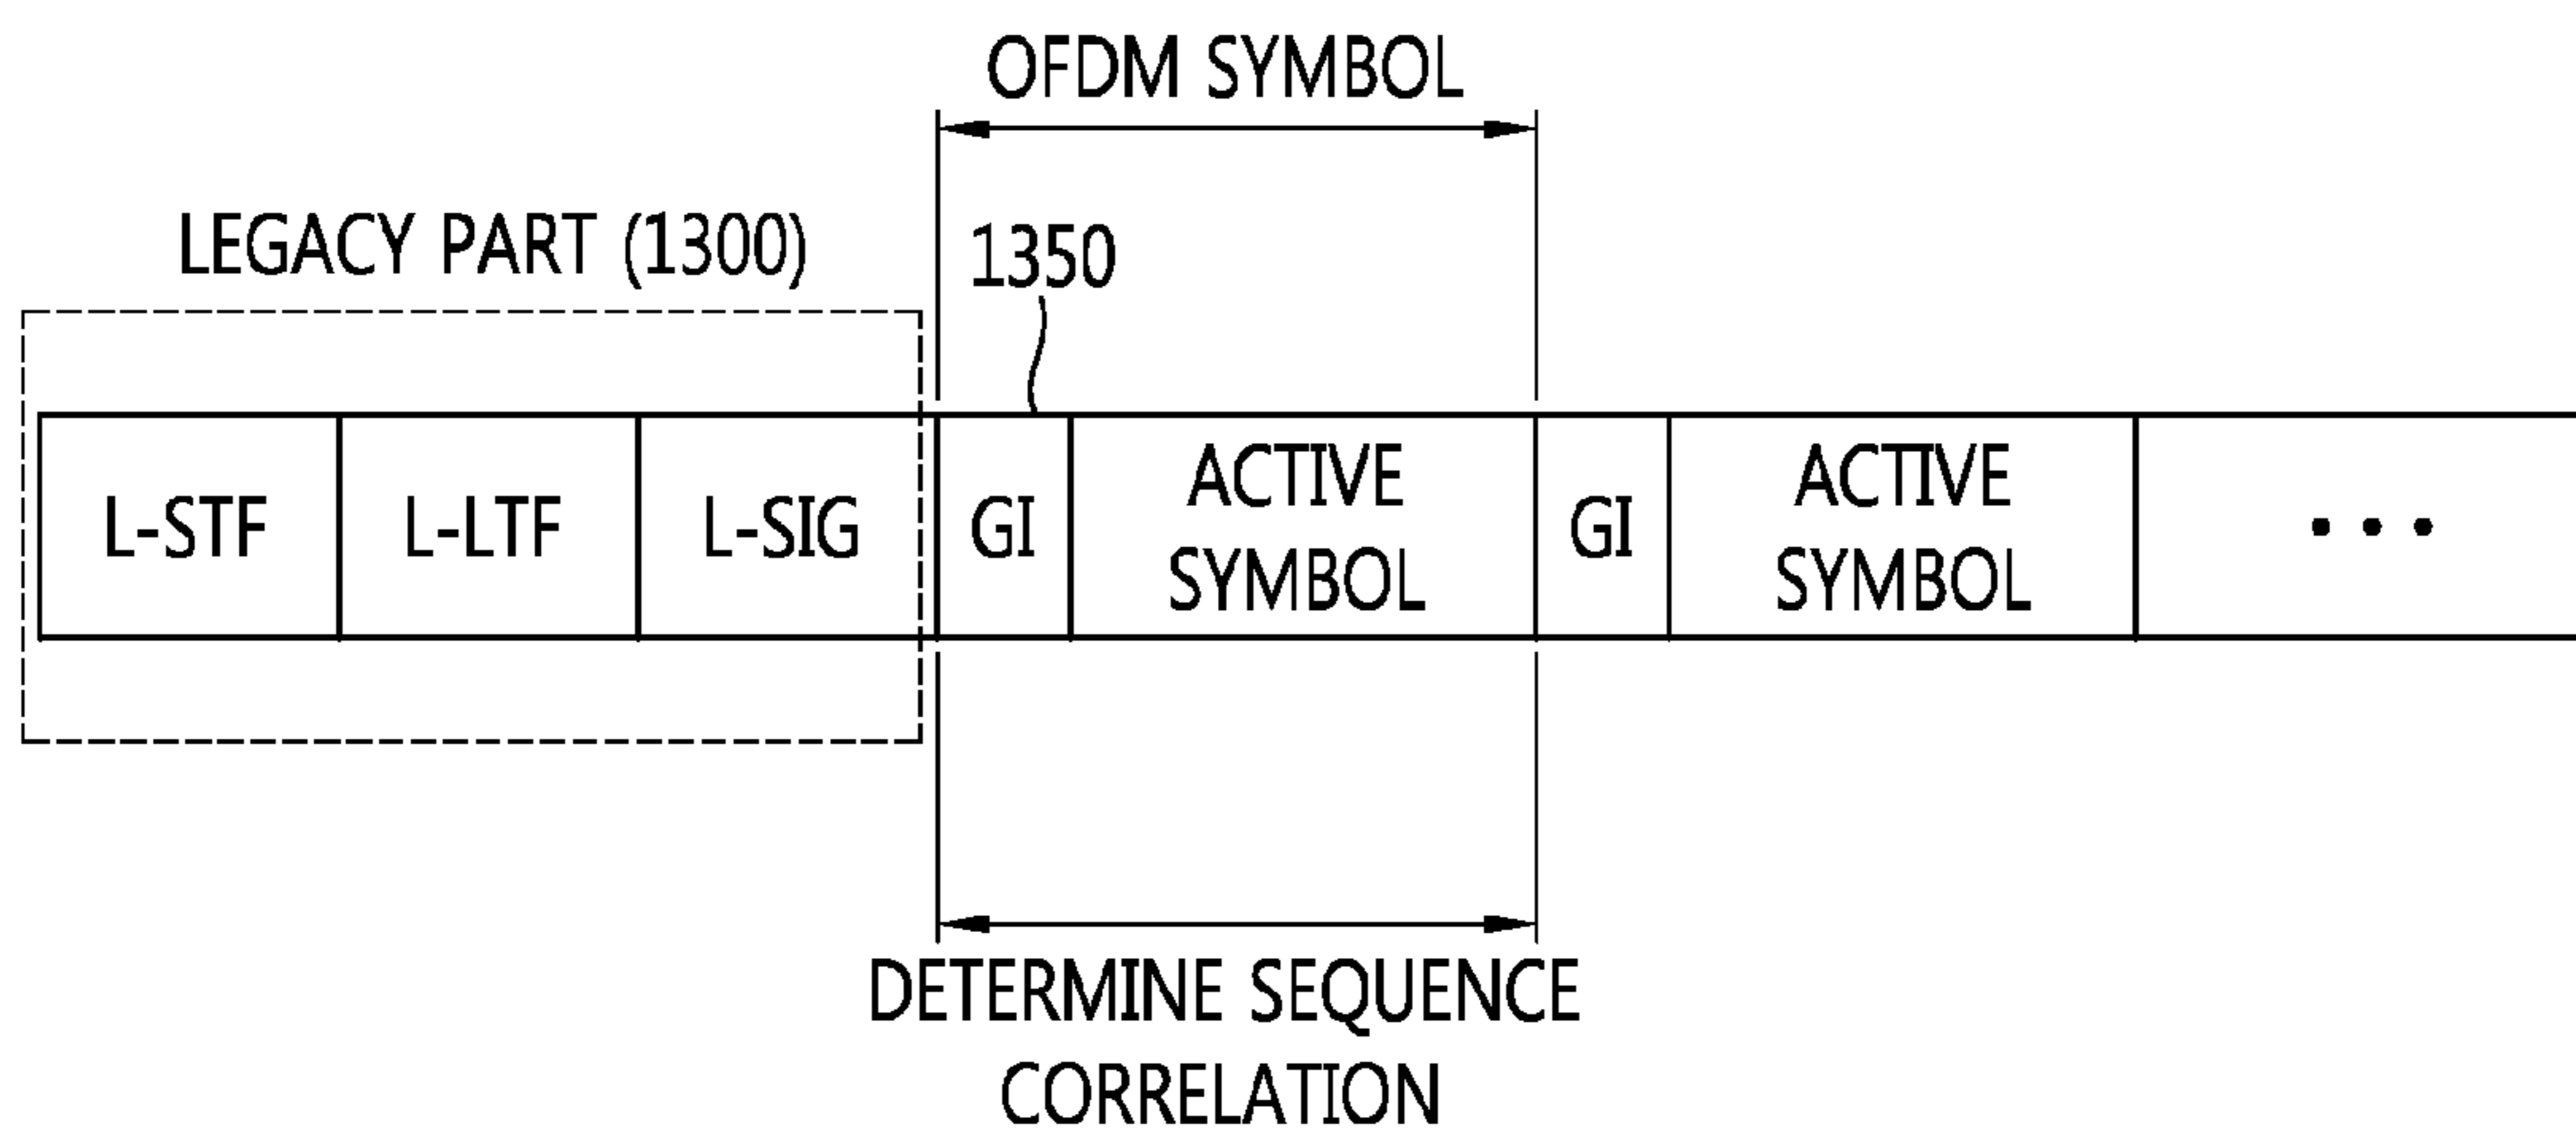 OFDM SYMBOL
LEGACY PART (1300)
1350
L-STF
L-LTF
L-SIG
GI
ACTIVE
SYMBOL
GI
ACTIVE
SYMBOL
• • •
DETERMINE SEQUENCE
CORRELATION